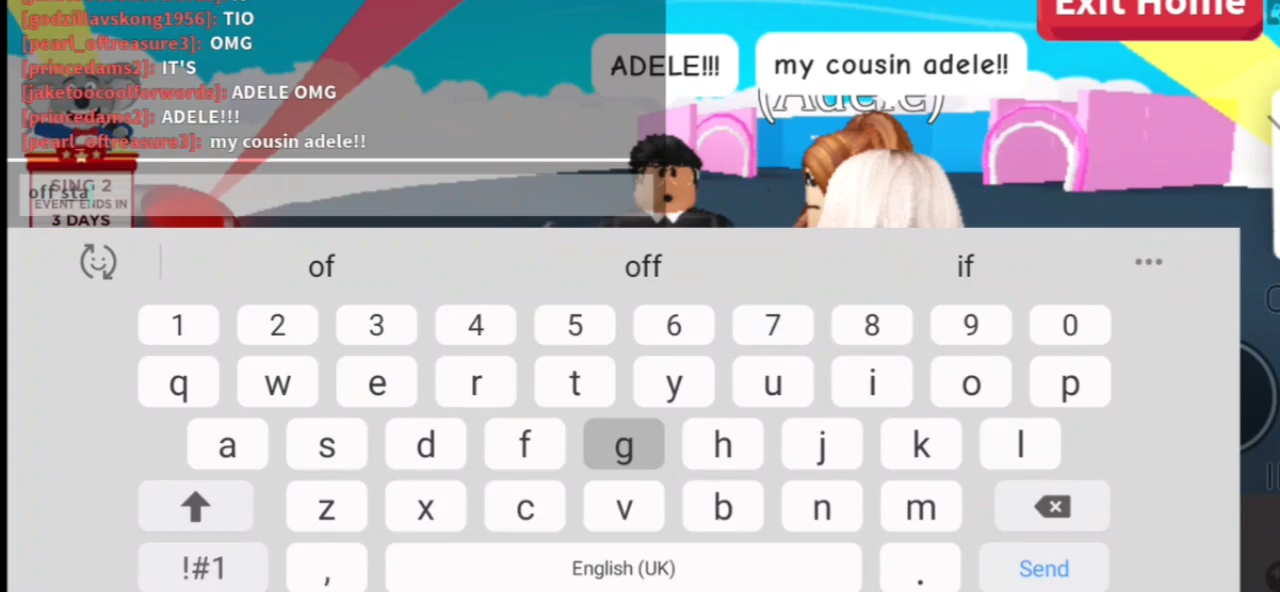 [godzillavskong1956]: TIO
[pearl_oftreasure3]: OMG
[princedams2]: IT'S
[jaketoocoolforwords]: ADELE OMG
[princedams2]: ADELE!!!
[pearl_oftreasure3]: my cousin adele!!
ADELE!!!
my cousin adele!!
(Adele)
Exit Home
off sta
SING 2
EVENT ENDS IN
3 DAYS
of off if
1 2 3 4 5 6 7 8 9 0
q w e r t y u i o p
a s d f g h j k l
z x c v b n m
!#1 , English (UK) . Send